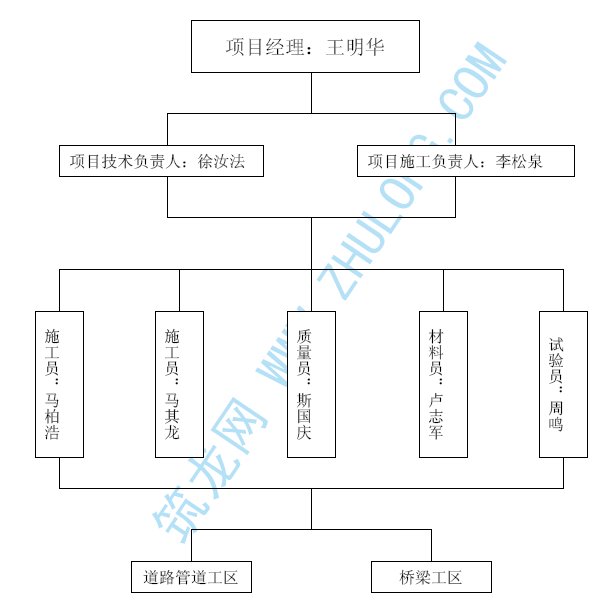 项目经理：王明华
项目技术负责人：徐汝法
项目施工负责人：李松泉
施工员：马柏浩
施工员：马其龙
质量员：斯国庆
材料员：卢志军
试验员：周鸣
道路管道工区
桥梁工区
筑龙网 WWW.ZHULONG.COM